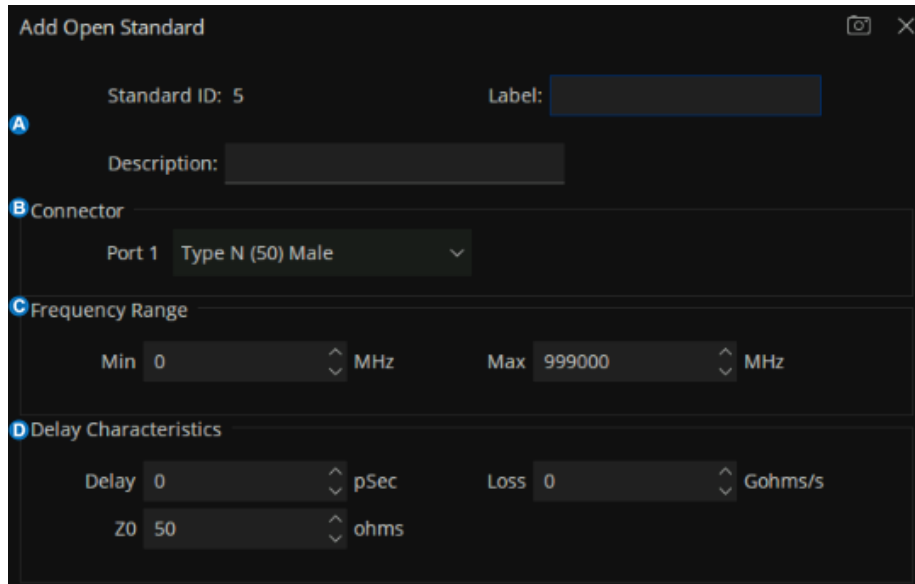 Add Open Standard
Standard ID: 5 Label:
A
Description:
B Connector
Port 1 Type N (50) Male
C Frequency Range
Min 0 MHz Max 999000 MHz
D Delay Characteristics
Delay 0 pSec Loss 0 Gohms/s
Z0 50 ohms